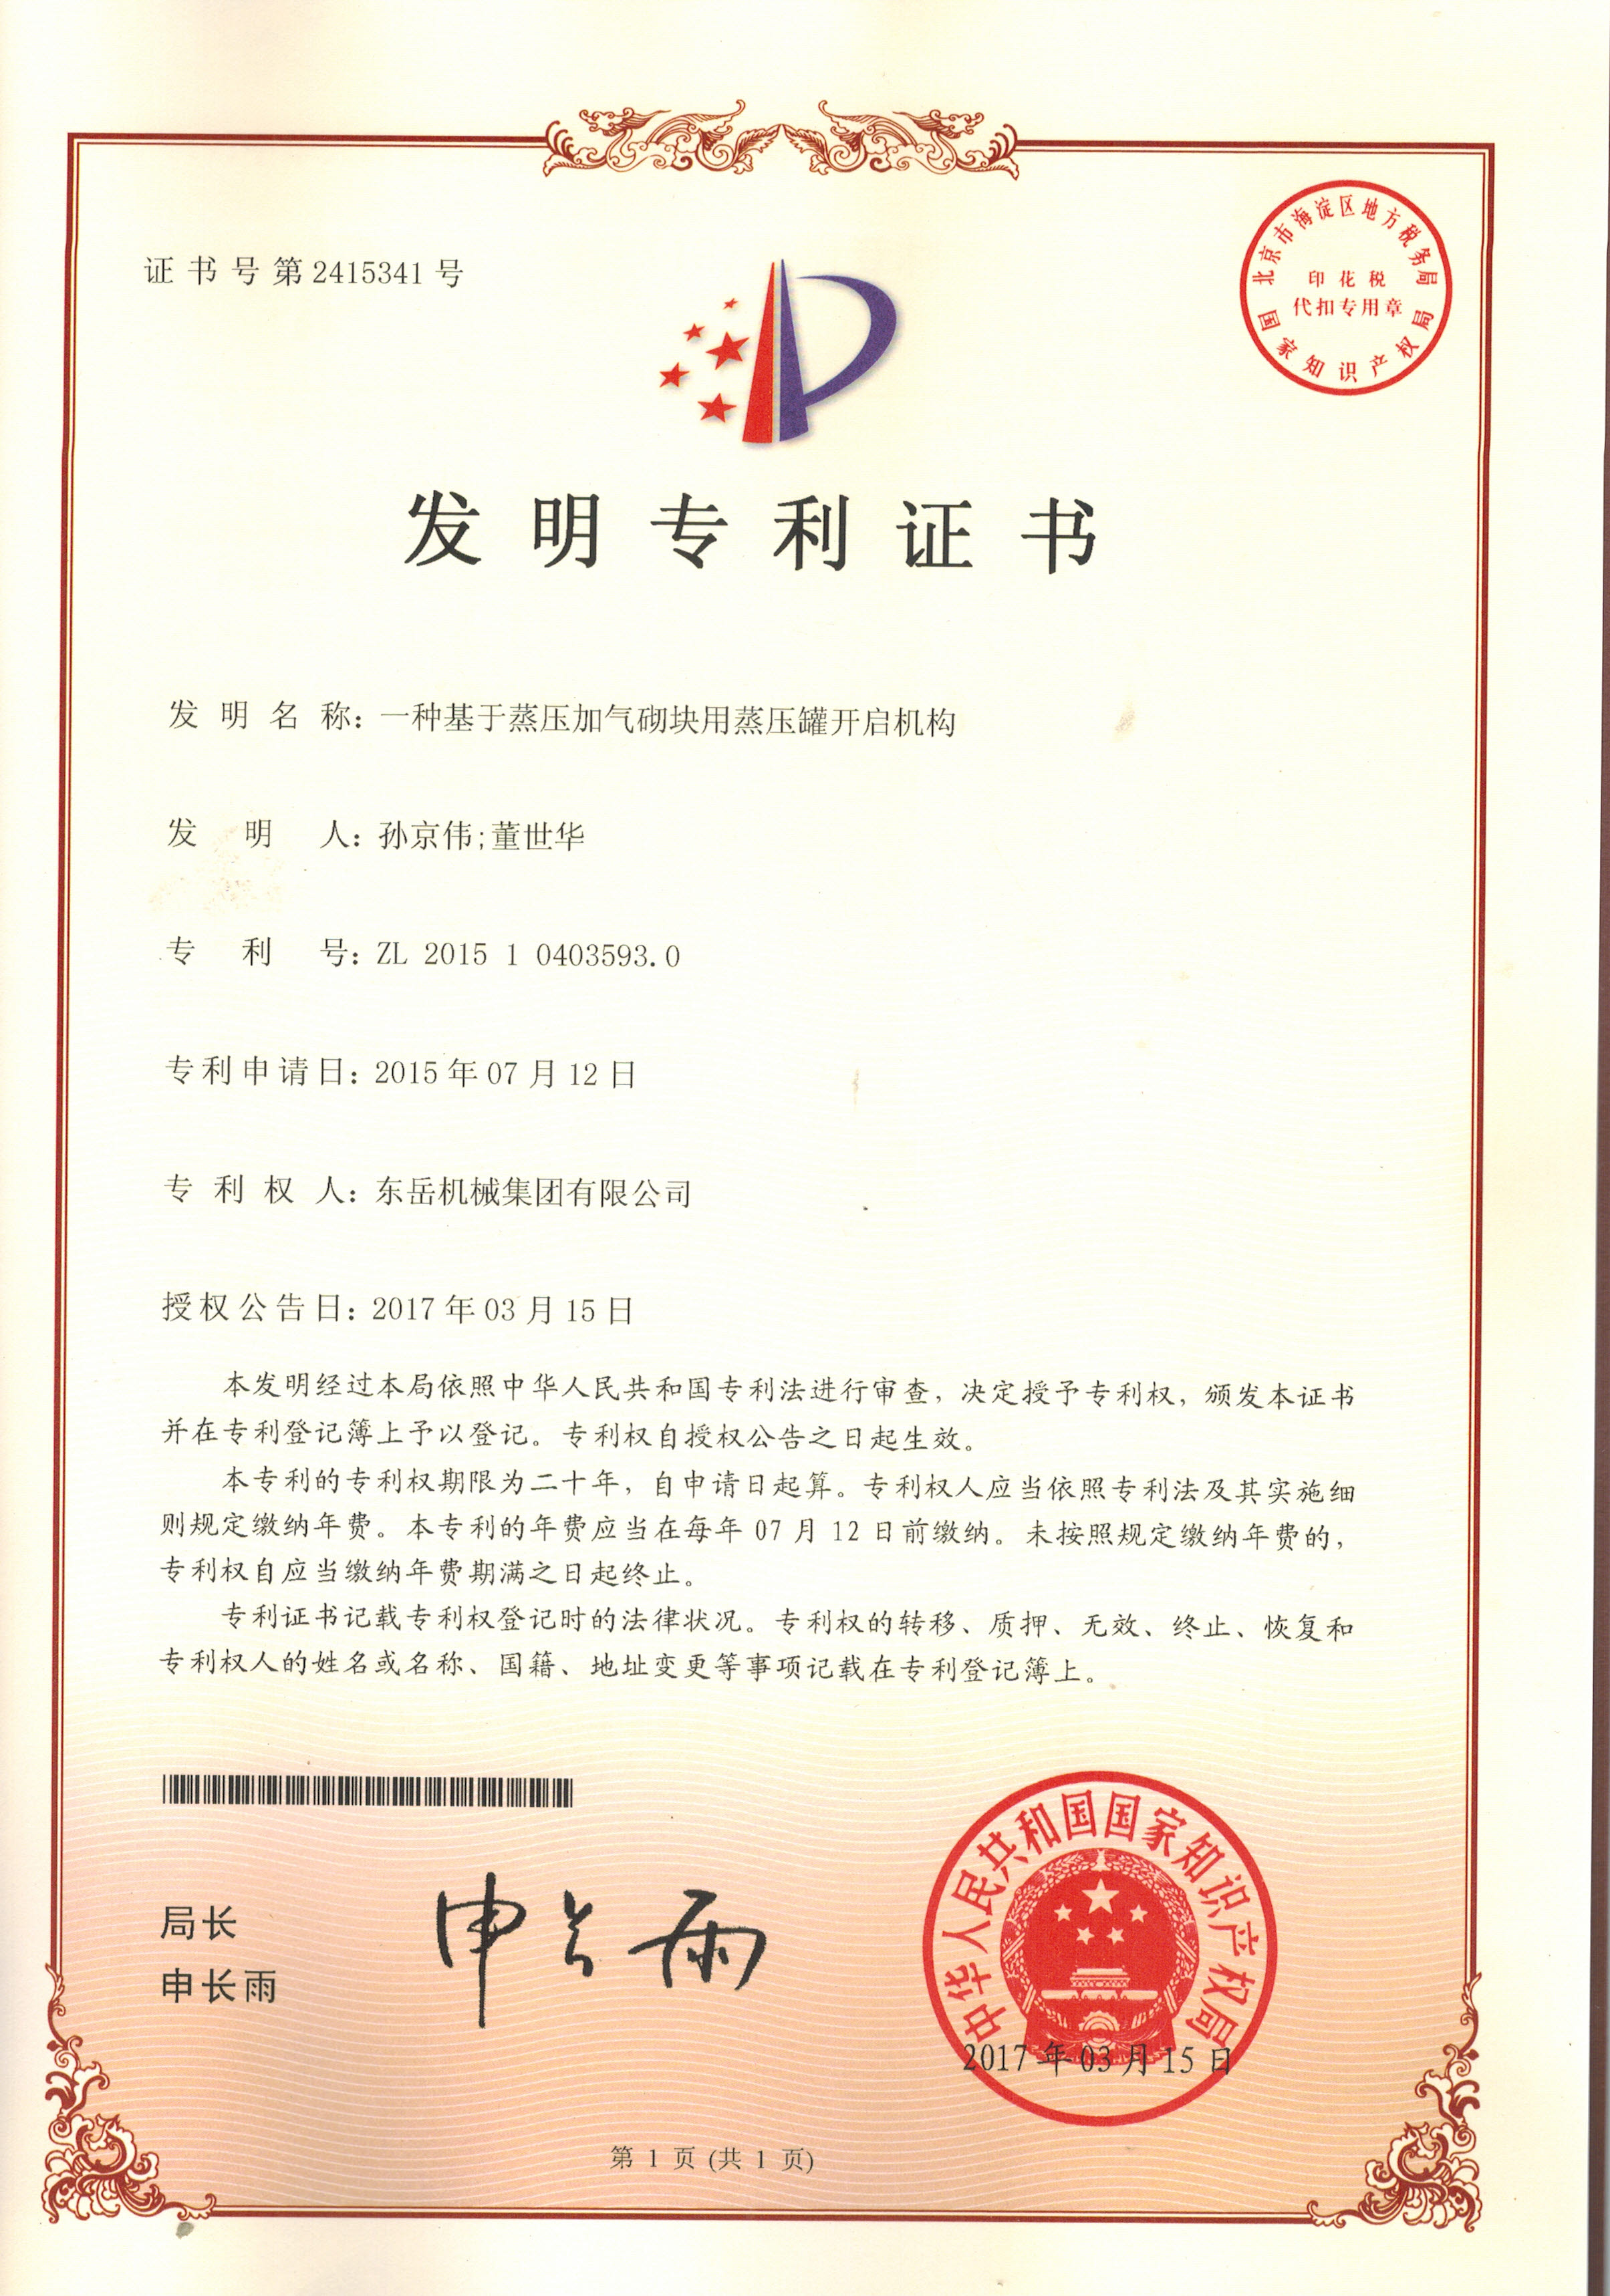 证书号第2415341号
北京市海淀区地方税务局
印花税
代扣专用章
国家知识产权局
发明专利证书
发明名称：一种基于蒸压加气砌块用蒸压罐开启机构
发明人：孙京伟;董世华
专利号：ZL 2015 1 0403593.0
专利申请日：2015年07月12日
专利权人：东岳机械集团有限公司
授权公告日：2017年03月15日
本发明经过本局依照中华人民共和国专利法进行审查，决定授予专利权，颁发本证书
并在专利登记簿上予以登记。专利权自授权公告之日起生效。
本专利的专利权期限为二十年，自申请日起算。专利权人应当依照专利法及其实施细
则规定缴纳年费。本专利的年费应当在每年07月12日前缴纳。未按照规定缴纳年费的，
专利权自应当缴纳年费期满之日起终止。
专利证书记载专利权登记时的法律状况。专利权的转移、质押、无效、终止、恢复和
专利权人的姓名或名称、国籍、地址变更等事项记载在专利登记簿上。
局长
申长雨
申长雨
中华人民共和国国家知识产权局
2017年03月15日
第 1 页 (共 1 页)